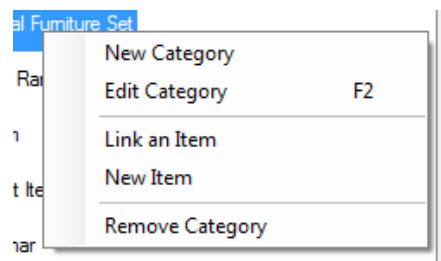 al Furniture Set
New Category
Edit Category F2
Link an Item
New Item
Remove Category